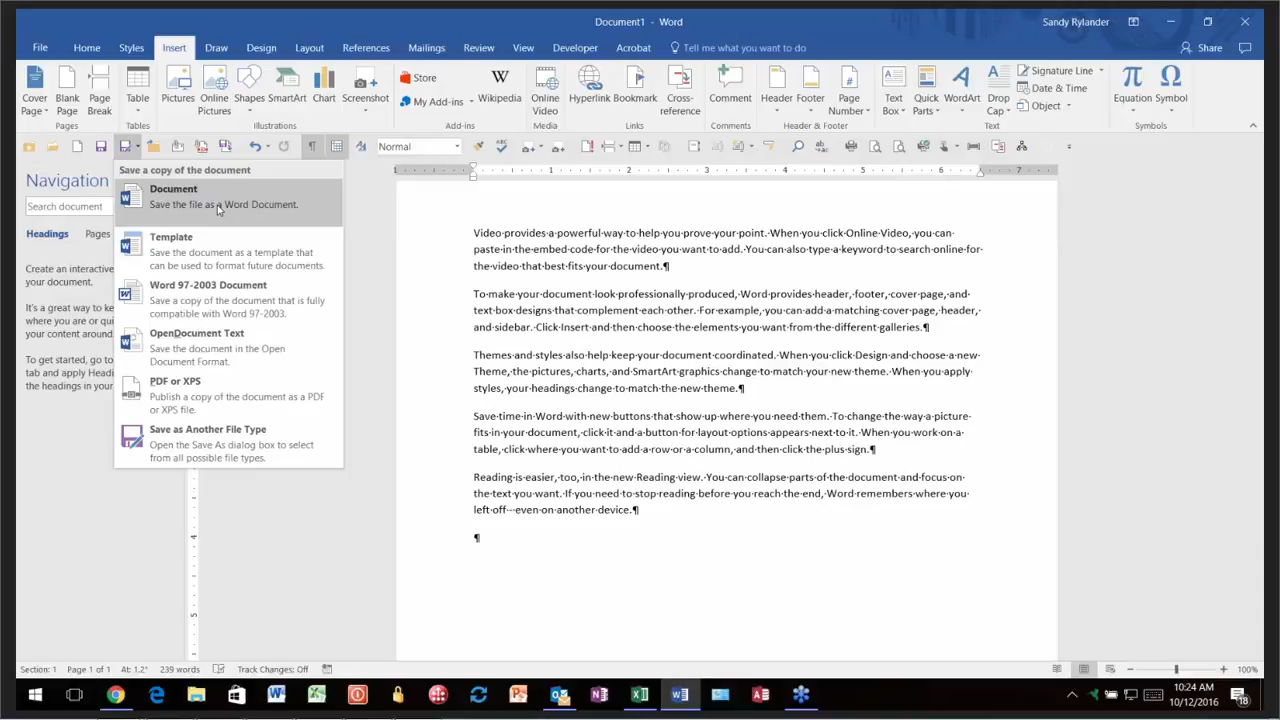 Document1 - Word
Sandy Rylander
File Home Styles Insert Draw Design Layout References Mailings Review View Developer Acrobat Tell me what you want to do Share
Cover Page Blank Page Page Break
Pages
Table
Tables
Pictures Online Pictures Shapes SmartArt Chart Screenshot
Illustrations
Store
My Add-ins
Wikipedia
Add-ins
Online Video
Media
Hyperlink Bookmark Cross-reference
Links
Comment
Comments
Header Footer Page Number
Header & Footer
Text Box Quick Parts WordArt Drop Cap
Signature Line
Date & Time
Object
Text
Equation Symbol
Symbols
Normal
Navigation
Search document
Headings Pages
Create an interactive
your document.
It's a great way to ke
where you are or qui
your content around
To get started, go to
tab and apply Head
the headings in your
Save a copy of the document
Document
Save the file as a Word Document.
Template
Save the document as a template that
can be used to format future documents.
Word 97-2003 Document
Save a copy of the document that is fully
compatible with Word 97-2003.
OpenDocument Text
Save the document in the Open
Document Format.
PDF or XPS
Publish a copy of the document as a PDF
or XPS file.
Save as Another File Type
Open the Save As dialog box to select
from all possible file types.
1 1 2 3 4 5 6 7
4
5
Video·provides·a·powerful·way·to·help·you·prove·your·point.·When·you·click·Online·Video,·you·can·
paste·in·the·embed·code·for·the·video·you·want·to·add.·You·can·also·type·a·keyword·to·search·online·for·
the·video·that·best·fits·your·document.¶
To·make·your·document·look·professionally·produced,·Word·provides·header,·footer,·cover·page,·and·
text·box·designs·that·complement·each·other.·For·example,·you·can·add·a·matching·cover·page,·header,·
and·sidebar.·Click·Insert·and·then·choose·the·elements·you·want·from·the·different·galleries.¶
Themes·and·styles·also·help·keep·your·document·coordinated.·When·you·click·Design·and·choose·a·new·
Theme,·the·pictures,·charts,·and·SmartArt·graphics·change·to·match·your·new·theme.·When·you·apply·
styles,·your·headings·change·to·match·the·new·theme.¶
Save·time·in·Word·with·new·buttons·that·show·up·where·you·need·them.·To·change·the·way·a·picture·
fits·in·your·document,·click·it·and·a·button·for·layout·options·appears·next·to·it.·When·you·work·on·a·
table,·click·where·you·want·to·add·a·row·or·a·column,·and·then·click·the·plus·sign.¶
Reading·is·easier,·too,·in·the·new·Reading·view.·You·can·collapse·parts·of·the·document·and·focus·on·
the·text·you·want.·If·you·need·to·stop·reading·before·you·reach·the·end,·Word·remembers·where·you·
left·off·-·even·on·another·device.¶
¶
Section: 1 Page 1 of 1 At: 1.2" 239 words Track Changes: Off 100%
10:24 AM
10/12/2016
18